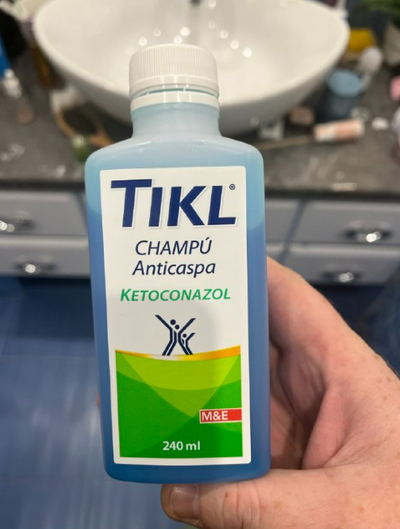 TIKL®
CHAMPÚ
Anticaspa
KETOCONAZOL
M&E
240 ml